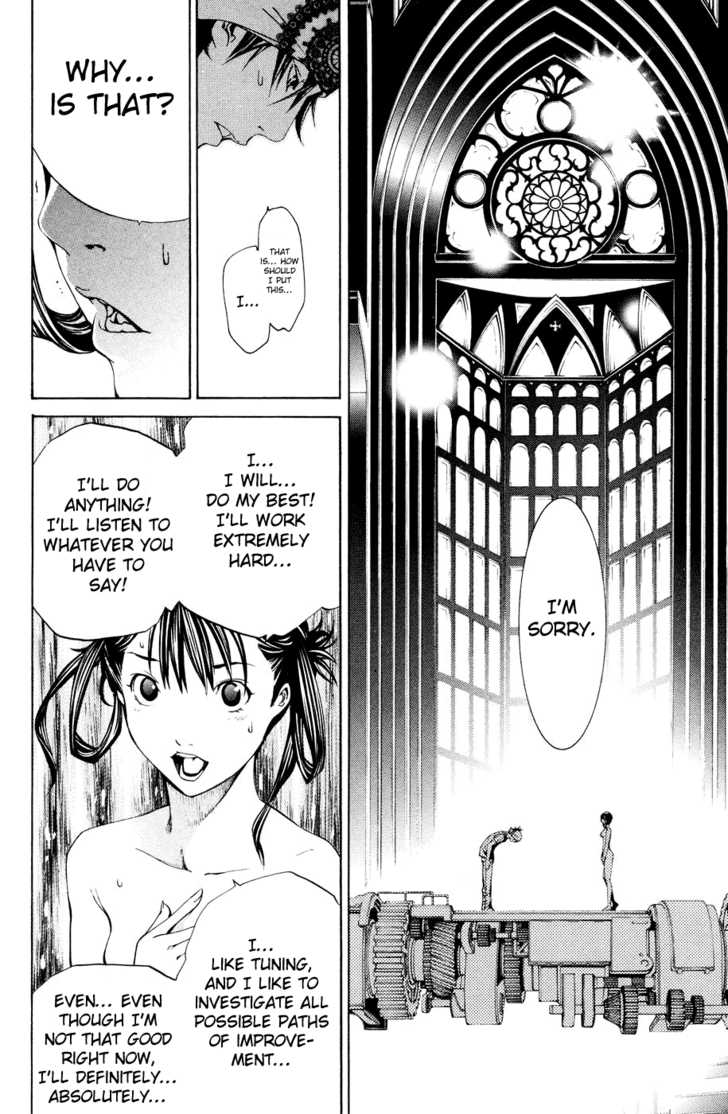 I'M
SORRY.
WHY...
IS THAT?
THAT
IS... HOW
SHOULD
I PUT
THIS...
I...
I...
I WILL...
DO MY BEST!
I'LL WORK
EXTREMELY
HARD...
I'LL DO
ANYTHING!
I'LL LISTEN TO
WHATEVER YOU
HAVE TO
SAY!
I...
LIKE TUNING,
AND I LIKE TO
INVESTIGATE ALL
POSSIBLE PATHS
OF IMPROVE-
MENT...
EVEN... EVEN
THOUGH I'M
NOT THAT GOOD
RIGHT NOW,
I'LL DEFINITELY...
ABSOLUTELY...